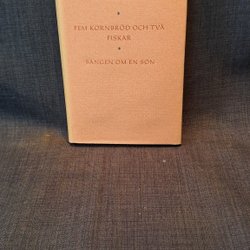 FEM KORNBRÖD OCH TVÅ
FISKAR
SÅNGEN OM EN SON